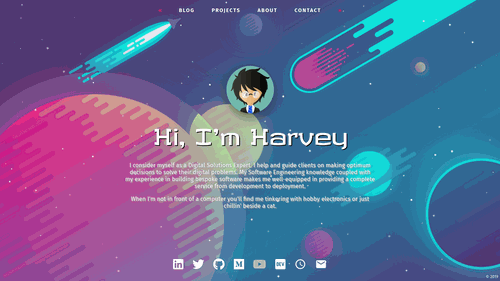 BLOG PROJECTS ABOUT CONTACT
Hi, I'm Harvey
I consider myself as a Digital Solutions Expert. I help and guide clients on making optimum
decisions to solve their digital problems. My Software Engineering knowledge coupled with
my experience in building bespoke software makes me well-equipped in providing a complete
service from development to deployment.
When I'm not in front of a computer you'll find me tinkering with hobby electronics or just
chillin' beside a cat.
DEV